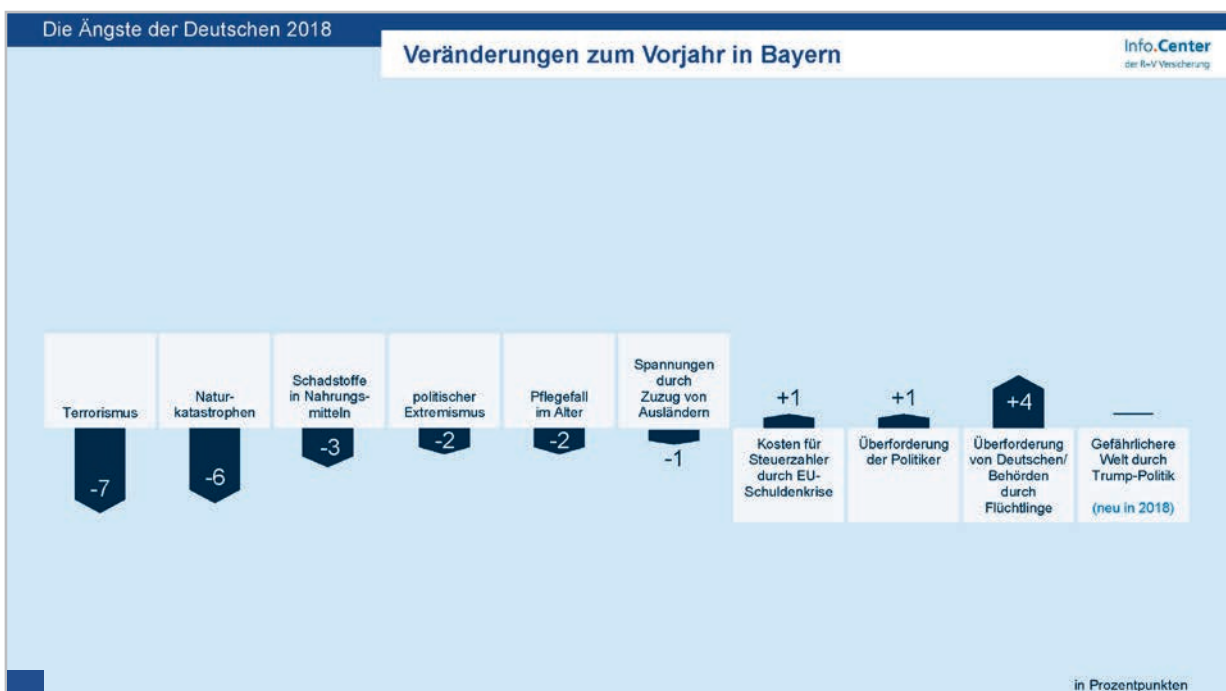 Die Ängste der Deutschen 2018
Veränderungen zum Vorjahr in Bayern
Info.Center
der R+V Versicherung
Terrorismus
-7
Natur-
katastrophen
-6
Schadstoffe
in Nahrungs-
mitteln
-3
politischer
Extremismus
-2
Pflegefall
im Alter
-2
Spannungen
durch
Zuzug von
Ausländern
-1
+1
Kosten für
Steuerzahler
durch EU-
Schuldenkrise
+1
Überforderung
der Politiker
+4
Überforderung
von Deutschen/
Behörden
durch
Flüchtlinge
Gefährlichere
Welt durch
Trump-Politik
(neu in 2018)
in Prozentpunkten